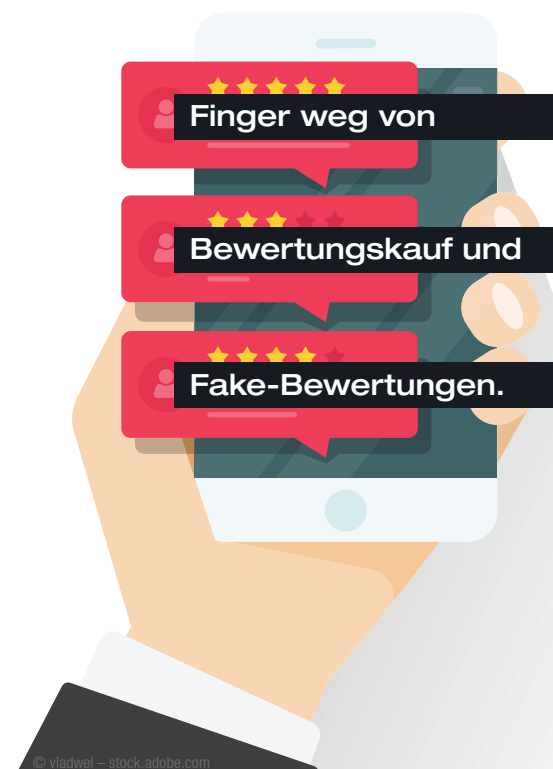 Finger weg von
Bewertungskauf und
Fake-Bewertungen.
© vladwel – stock.adobe.com